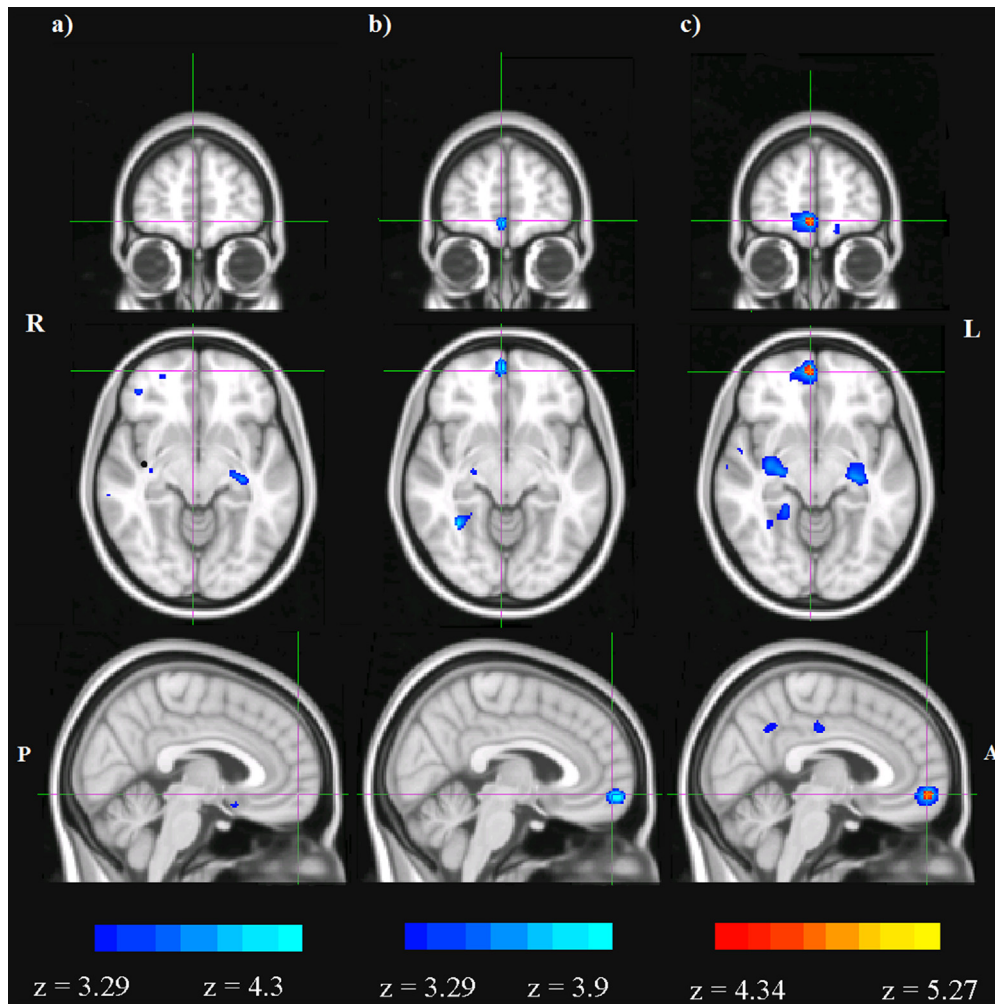 a) b) c)
R L
P A
z = 3.29 z = 4.3 z = 3.29 z = 3.9 z = 4.34 z = 5.27